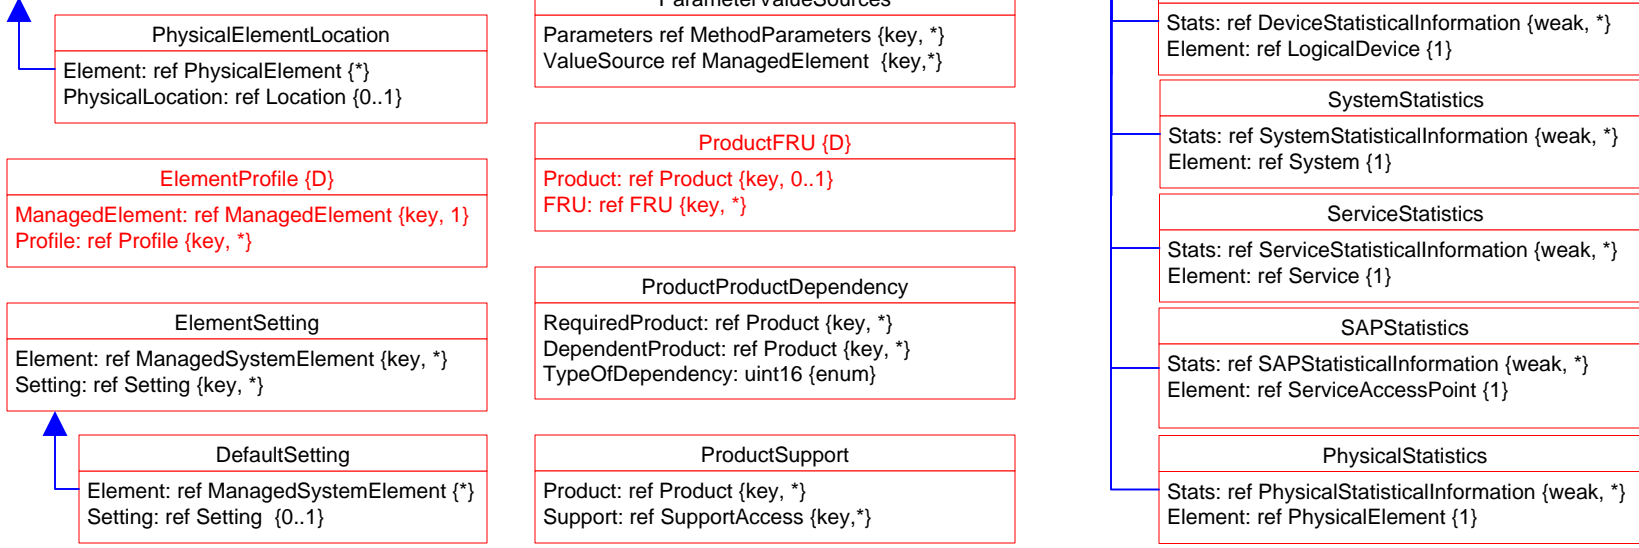 PhysicalElementLocation
Element: ref PhysicalElement {*}
PhysicalLocation: ref Location {0..1}
ElementProfile {D}
ManagedElement: ref ManagedElement {key, 1}
Profile: ref Profile {key, *}
ElementSetting
Element: ref ManagedSystemElement {key, *}
Setting: ref Setting {key, *}
DefaultSetting
Element: ref ManagedSystemElement {*}
Setting: ref Setting {0..1}
ParameterValueSources
Parameters ref MethodParameters {key, *}
ValueSource ref ManagedElement {key,*}
ProductFRU {D}
Product: ref Product {key, 0..1}
FRU: ref FRU {key, *}
ProductProductDependency
RequiredProduct: ref Product {key, *}
DependentProduct: ref Product {key, *}
TypeOfDependency: uint16 {enum}
ProductSupport
Product: ref Product {key, *}
Support: ref SupportAccess {key,*}
Stats: ref DeviceStatisticalInformation {weak, *}
Element: ref LogicalDevice {1}
SystemStatistics
Stats: ref SystemStatisticalInformation {weak, *}
Element: ref System {1}
ServiceStatistics
Stats: ref ServiceStatisticalInformation {weak, *}
Element: ref Service {1}
SAPStatistics
Stats: ref SAPStatisticalInformation {weak, *}
Element: ref ServiceAccessPoint {1}
PhysicalStatistics
Stats: ref PhysicalStatisticalInformation {weak, *}
Element: ref PhysicalElement {1}